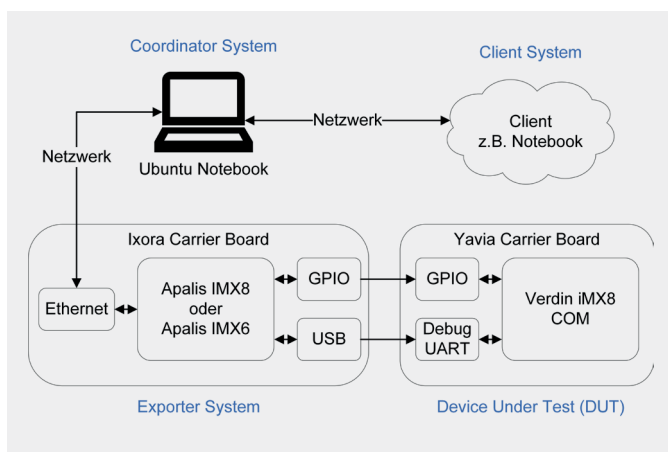 Coordinator System
Client System
Netzwerk
Client
z.B. Notebook
Netzwerk
Ubuntu Notebook
Ixora Carrier Board
Yavia Carrier Board
Ethernet
Apalis IMX8
oder
Apalis IMX6
GPIO
USB
GPIO
Debug
UART
Verdin iMX8
COM
Exporter System
Device Under Test (DUT)